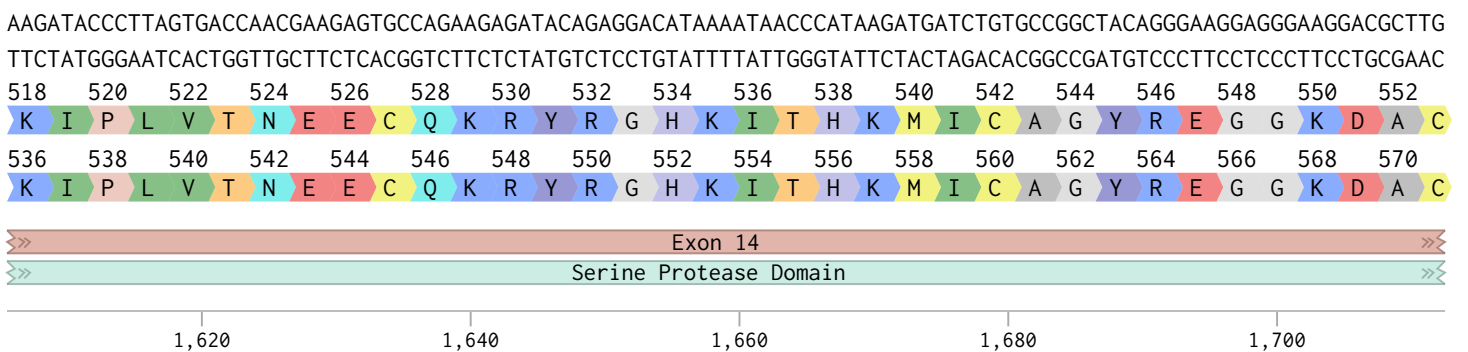 AAGATACCCTTAGTGACCAACGAAGAGTGCCAGAAGAGATACAGAGGACATAAAATAACCCATAAGATGATCTGTGCCGGCTACAGGGAAGGAGGGAAGGACGCTTG
TTCTATGGGAATCACTGGTTGCTTCTCACGGTCTTCTCTATGTCTCCTGTATTTTATTGGGTATTCTACTAGACACGGCCGATGTCCCTTCCTCCCTTCCTGCGAAC
518 520 522 524 526 528 530 532 534 536 538 540 542 544 546 548 550 552
K I P L V T N E E C Q K R Y R G H K I T H K M I C A G Y R E G G K D A C
536 538 540 542 544 546 548 550 552 554 556 558 560 562 564 566 568 570
K I P L V T N E E C Q K R Y R G H K I T H K M I C A G Y R E G G K D A C
Exon 14
Serine Protease Domain
1,620 1,640 1,660 1,680 1,700